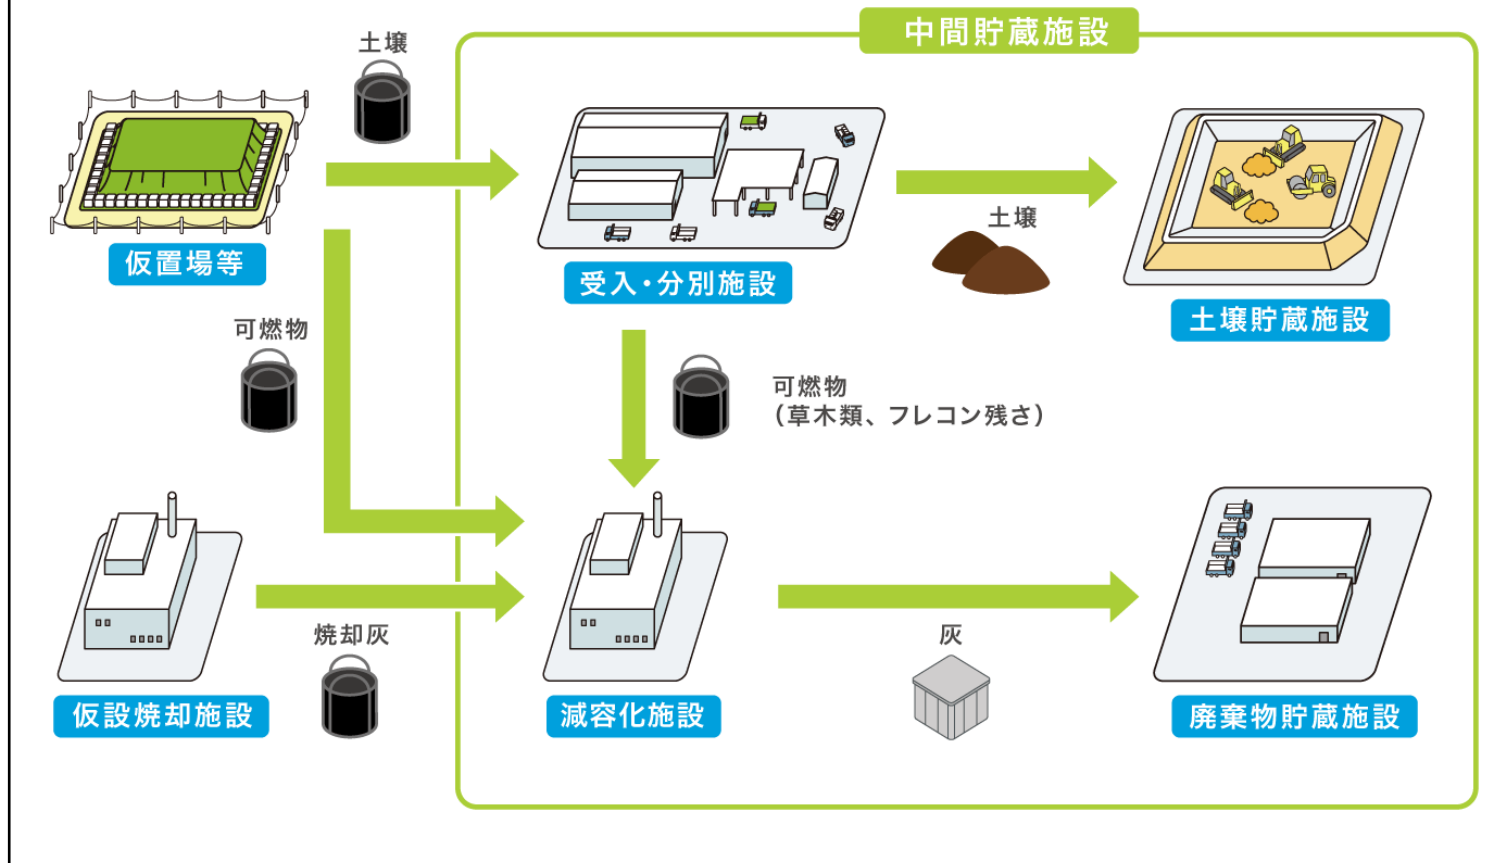 中間貯蔵施設
土壌
仮置場等
受入・分別施設
土壌
土壌貯蔵施設
可燃物
可燃物
(草木類、フレコン残さ)
焼却灰
灰
仮設焼却施設
減容化施設
廃棄物貯蔵施設